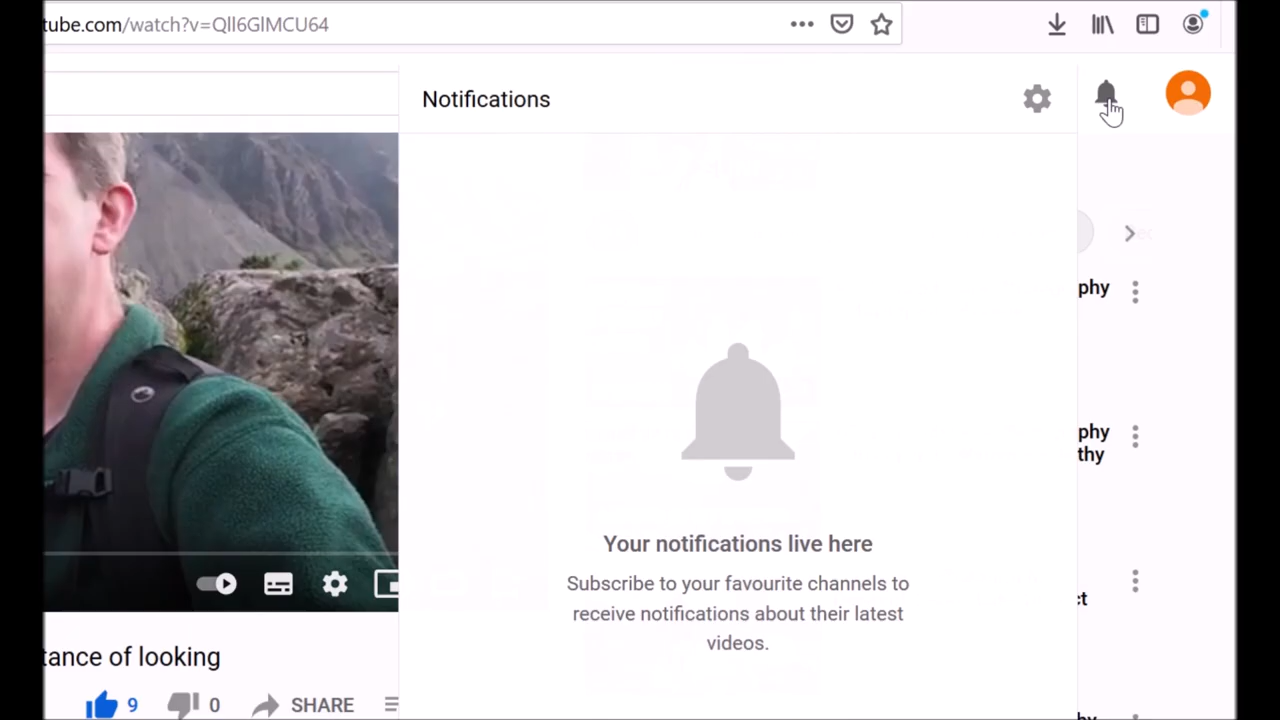 tube.com/watch?v=Qll6GlMCU64
Notifications
phy
phy
thy
Your notifications live here
Subscribe to your favourite channels to
receive notifications about their latest
videos.
ct
tance of looking
9 0 SHARE